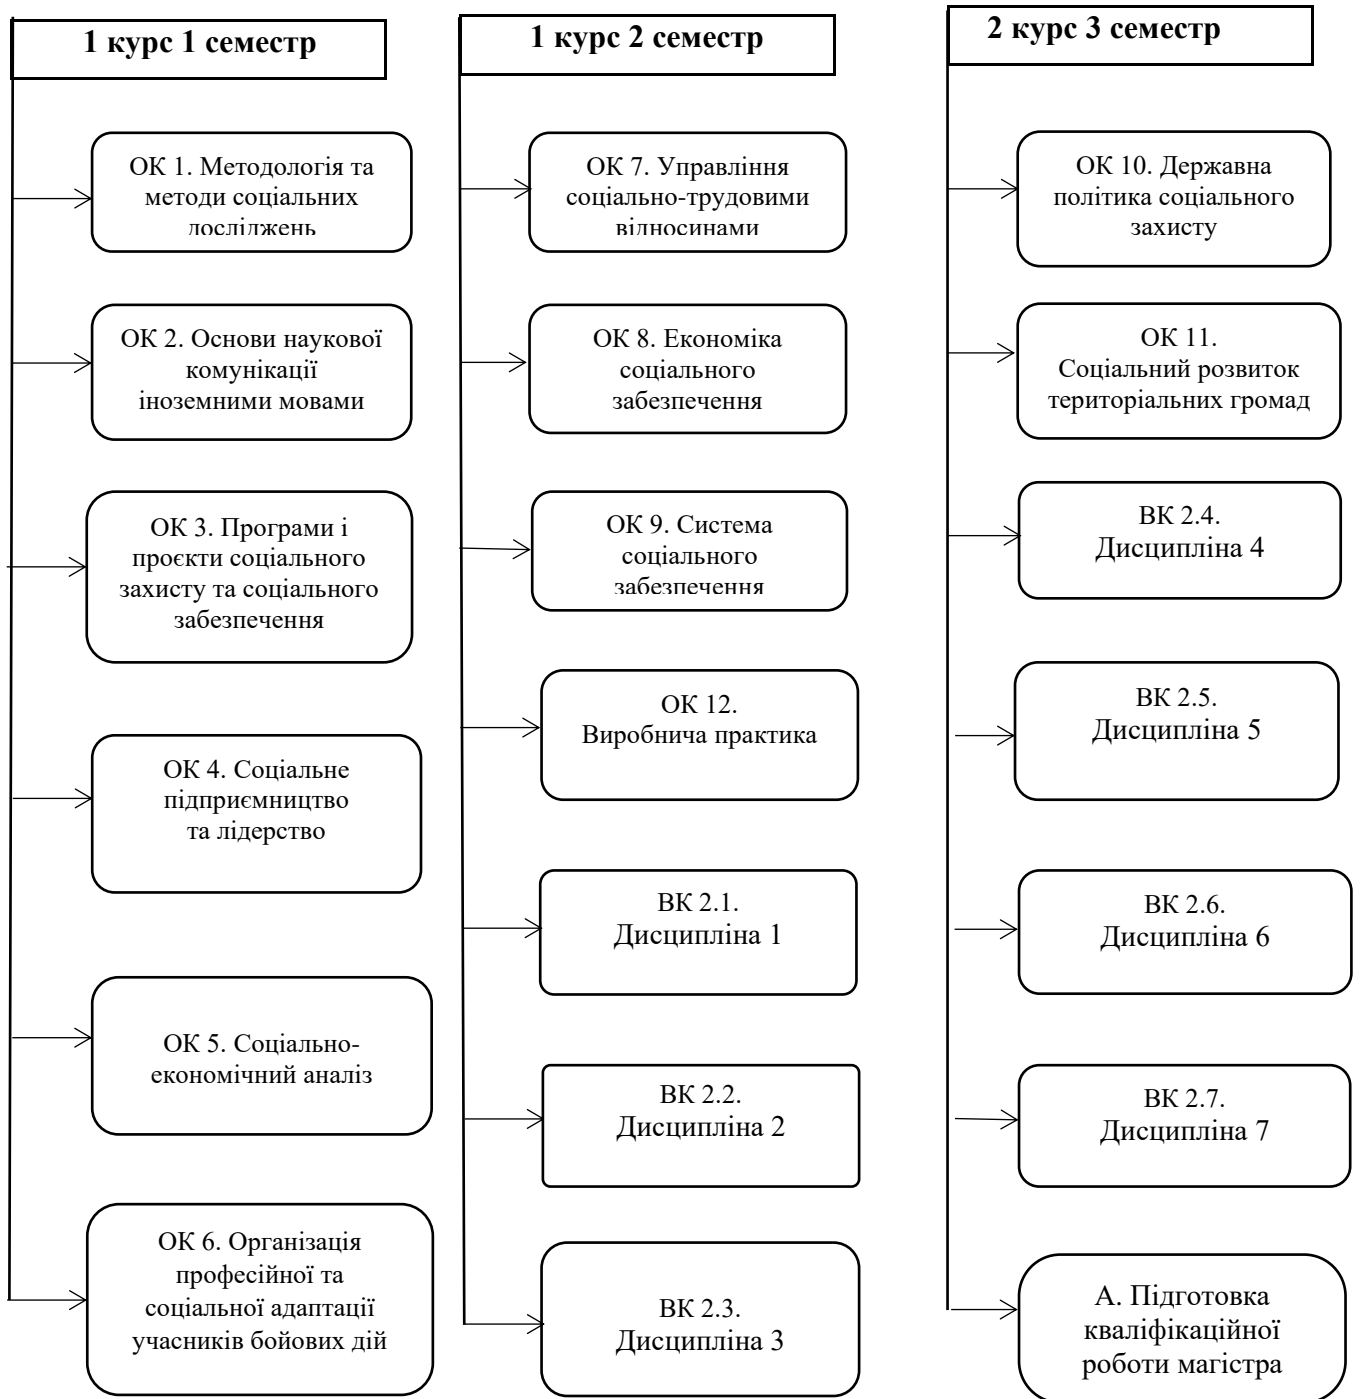 1 курс 1 семестр
ОК 1. Методологія та
методи соціальних
досліджень
ОК 2. Основи наукової
комунікації
іноземними мовами
ОК 3. Програми і
проєкти соціального
захисту та соціального
забезпечення
ОК 4. Соціальне
підприємництво
та лідерство
ОК 5. Соціально-
економічний аналіз
ОК 6. Організація
професійної та
соціальної адаптації
учасників бойових дій
1 курс 2 семестр
ОК 7. Управління
соціально-трудовими
відносинами
ОК 8. Економіка
соціального
забезпечення
ОК 9. Система
соціального
забезпечення
ОК 12.
Виробнича практика
ВК 2.1.
Дисципліна 1
ВК 2.2.
Дисципліна 2
ВК 2.3.
Дисципліна 3
2 курс 3 семестр
ОК 10. Державна
політика соціального
захисту
ОК 11.
Соціальний розвиток
територіальних громад
ВК 2.4.
Дисципліна 4
ВК 2.5.
Дисципліна 5
ВК 2.6.
Дисципліна 6
ВК 2.7.
Дисципліна 7
А. Підготовка
кваліфікаційної
роботи магістра